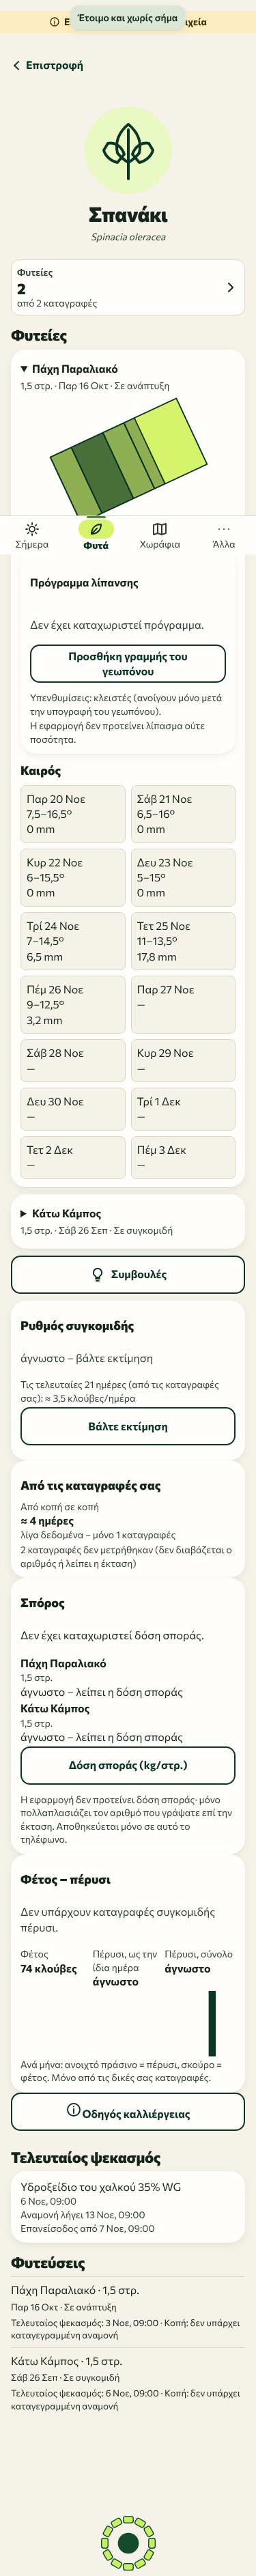 Έτοιμο και χωρίς σήμα
Επιστροφή
Σπανάκι
Spinacia oleracea
Φυτείες
2
από 2 καταγραφές
Φυτείες
Πάχη Παραλιακό
1,5 στρ. · Παρ 16 Οκτ · Σε ανάπτυξη
Σήμερα
Φυτά
Χωράφια
Άλλα
Πρόγραμμα λίπανσης
Δεν έχει καταχωριστεί πρόγραμμα.
Προσθήκη γραμμής του
γεωπόνου
Υπενθυμίσεις: κλειστές (ανοίγουν μόνο μετά
την υπογραφή του γεωπόνου).
Η εφαρμογή δεν προτείνει λίπασμα ούτε
ποσότητα.
Καιρός
Παρ 20 Νοε
7,5–16,5°
0 mm
Σάβ 21 Νοε
6,5–16°
0 mm
Κυρ 22 Νοε
6–15,5°
0 mm
Δευ 23 Νοε
5–15°
0 mm
Τρί 24 Νοε
7–14,5°
6,5 mm
Τετ 25 Νοε
11–13,5°
17,8 mm
Πέμ 26 Νοε
9–12,5°
3,2 mm
Παρ 27 Νοε
—
Σάβ 28 Νοε
—
Κυρ 29 Νοε
—
Δευ 30 Νοε
—
Τρί 1 Δεκ
—
Τετ 2 Δεκ
—
Πέμ 3 Δεκ
—
Κάτω Κάμπος
1,5 στρ. · Σάβ 26 Σεπ · Σε συγκομιδή
Συμβουλές
Ρυθμός συγκομιδής
άγνωστο – βάλτε εκτίμηση
Τις τελευταίες 21 ημέρες (από τις καταγραφές
σας): ≈ 3,5 κλούβες/ημέρα
Βάλτε εκτίμηση
Από τις καταγραφές σας
Από κοπή σε κοπή
≈ 4 ημέρες
λίγα δεδομένα – μόνο 1 καταγραφές
2 καταγραφές δεν μετρήθηκαν (δεν διαβάζεται ο
αριθμός ή λείπει η έκταση)
Σπόρος
Δεν έχει καταχωριστεί δόση σποράς.
Πάχη Παραλιακό
1,5 στρ.
άγνωστο – λείπει η δόση σποράς
Κάτω Κάμπος
1,5 στρ.
άγνωστο – λείπει η δόση σποράς
Δόση σποράς (kg/στρ.)
Η εφαρμογή δεν προτείνει δόση σποράς· μόνο
πολλαπλασιάζει τον αριθμό που γράψατε επί την
έκταση. Αποθηκεύεται μόνο σε αυτό το
τηλέφωνο.
Φέτος – πέρυσι
Δεν υπάρχουν καταγραφές συγκομιδής
πέρυσι.
Φέτος
74 κλούβες
Πέρυσι, ως την
ίδια ημέρα
άγνωστο
Πέρυσι, σύνολο
άγνωστο
Ανά μήνα: ανοιχτό πράσινο = πέρυσι, σκούρο =
φέτος. Μόνο από τις δικές σας καταγραφές.
Οδηγός καλλιέργειας
Τελευταίος ψεκασμός
Υδροξείδιο του χαλκού 35% WG
6 Νοε, 09:00
Αναμονή λήγει 13 Νοε, 09:00
Επανείσοδος από 7 Νοε, 09:00
Φυτεύσεις
Πάχη Παραλιακό · 1,5 στρ.
Παρ 16 Οκτ · Σε ανάπτυξη
Τελευταίος ψεκασμός: 3 Νοε, 09:00 · Κοπή: δεν υπάρχει
καταγεγραμμένη αναμονή
Κάτω Κάμπος · 1,5 στρ.
Σάβ 26 Σεπ · Σε συγκομιδή
Τελευταίος ψεκασμός: 6 Νοε, 09:00 · Κοπή: δεν υπάρχει
καταγεγραμμένη αναμονή